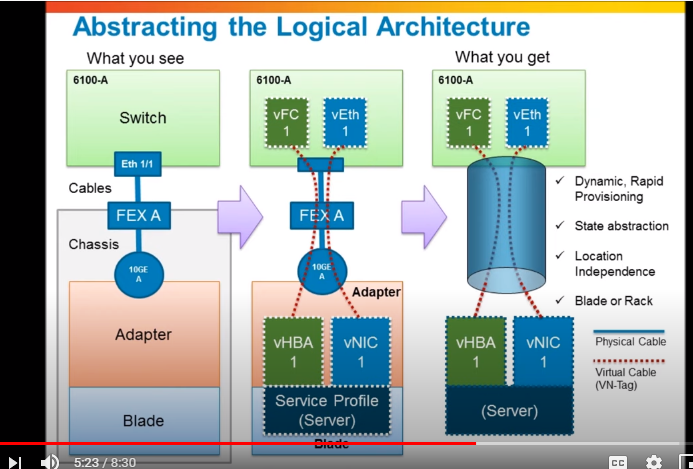 Abstracting the Logical Architecture
What you see
What you get
6100-A
Switch
Eth 1/1
Cables
FEX A
Chassis
10GE
A
Adapter
Blade
6100-A
vFC
1
vEth
1
FEX A
10GE
A
Adapter
vHBA
1
vNIC
1
Service Profile
(Server)
Blade
6100-A
vFC
1
vEth
1
vHBA
1
vNIC
1
(Server)
✓ Dynamic, Rapid
Provisioning
✓ State abstraction
✓ Location
Independence
✓ Blade or Rack
Physical Cable
Virtual Cable
(VN-Tag)
5:23 / 8:30
CC